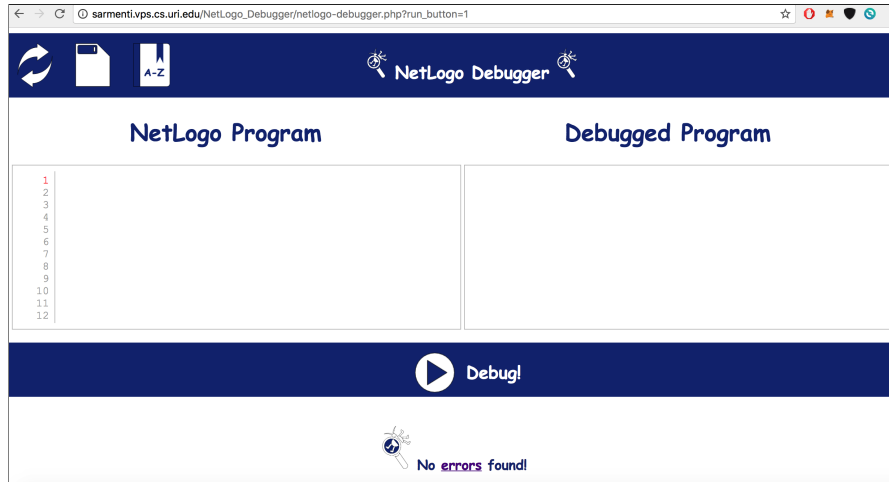 sarmenti.vps.cs.uri.edu/NetLogo_Debugger/netlogo-debugger.php?run_button=1
A-Z
NetLogo Debugger
NetLogo Program
Debugged Program
1
2
3
4
5
6
7
8
9
10
11
12
Debug!
No errors found!